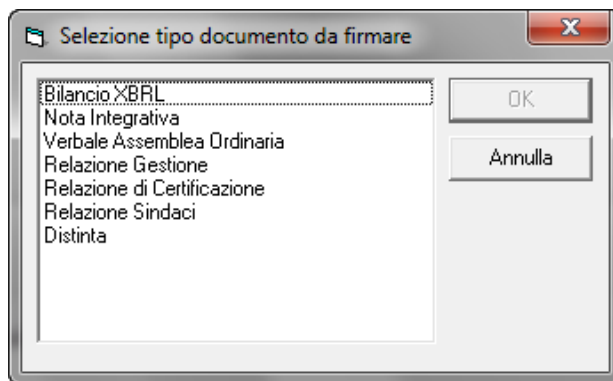 Selezione tipo documento da firmare
Bilancio XBRL
Nota Integrativa
Verbale Assemblea Ordinaria
Relazione Gestione
Relazione di Certificazione
Relazione Sindaci
Distinta
OK
Annulla